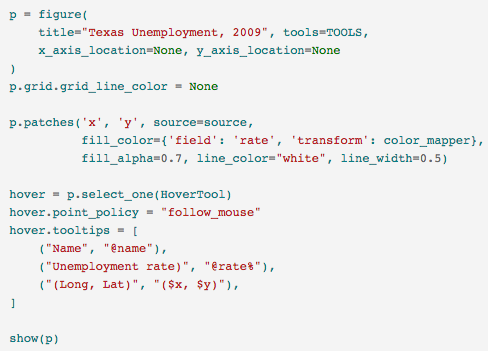 p = figure(
    title="Texas Unemployment, 2009", tools=TOOLS,
    x_axis_location=None, y_axis_location=None
)
p.grid.grid_line_color = None

p.patches('x', 'y', source=source,
          fill_color={'field': 'rate', 'transform': color_mapper},
          fill_alpha=0.7, line_color="white", line_width=0.5)

hover = p.select_one(HoverTool)
hover.point_policy = "follow_mouse"
hover.tooltips = [
    ("Name", "@name"),
    ("Unemployment rate)", "@rate%"),
    ("(Long, Lat)", "($x, $y)"),
]

show(p)